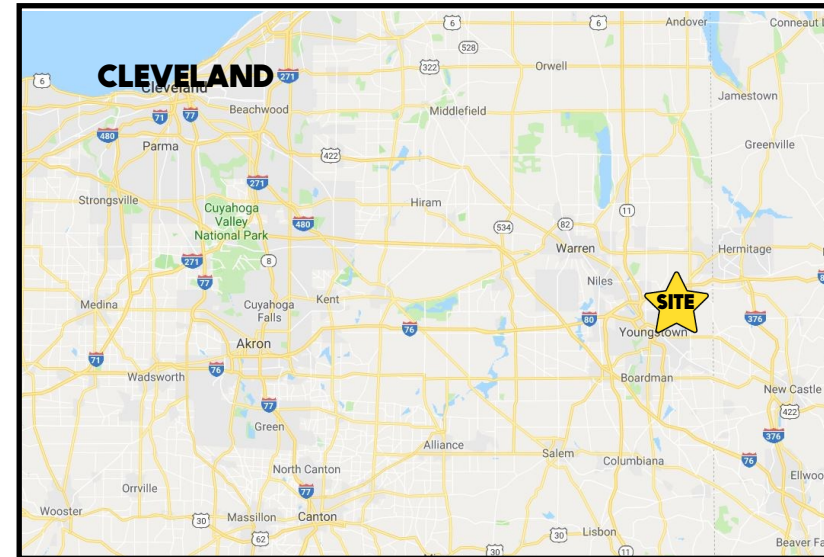 6
6
Andover
Conneaut L
528
322
Orwell
CLEVELAND
271
6
Cleveland
Jamestown
Beachwood
Middlefield
71
77
480
Parma
Greenville
422
271
Strongsville
Hiram
Cuyahoga
Valley
National Park
480
11
534
82
Warren
Hermitage
271
8
77
Niles
SITE
Medina
Cuyahoga
Falls
Kent
80
376
76
Youngstown
Akron
71
76
Wadsworth
Boardman
New Castle
77
422
Green
376
Alliance
Salem
Columbiana
76
North Canton
Ellwoo
Orrville
77
Wooster
30
Massillon
Canton
62
30
Lisbon
30
11
Beaver Fa